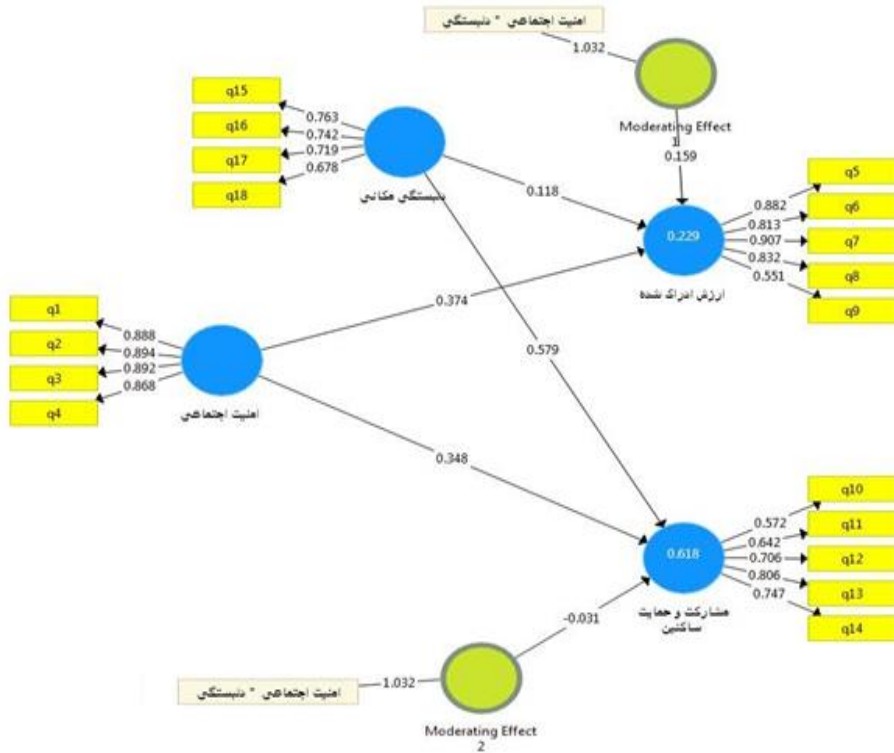 امنیت اجتماعی * دلبستگی
1.032
Moderating Effect
1
0.159
q15
q16
q17
q18
0.763
0.742
0.719
0.678
دلبستگی مکانی
0.118
q5
q6
q7
q8
q9
0.882
0.813
0.907
0.832
0.551
0.229
ارزش ادراک شده
0.374
0.579
q1
q2
q3
q4
0.888
0.894
0.892
0.868
امنیت اجتماعی
0.348
q10
q11
q12
q13
q14
0.572
0.642
0.706
0.806
0.747
0.618
مشارکت و حمایت
ساکنین
-0.031
امنیت اجتماعی * دلبستگی
1.032
Moderating Effect
2